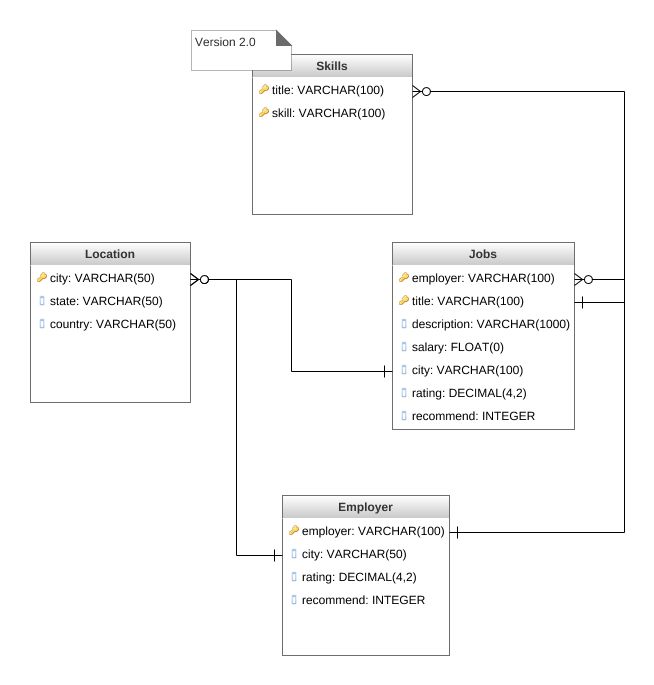 Version 2.0
Skills
title: VARCHAR(100)
skill: VARCHAR(100)
Location
city: VARCHAR(50)
state: VARCHAR(50)
country: VARCHAR(50)
Jobs
employer: VARCHAR(100)
title: VARCHAR(100)
description: VARCHAR(1000)
salary: FLOAT(0)
city: VARCHAR(100)
rating: DECIMAL(4,2)
recommend: INTEGER
Employer
employer: VARCHAR(100)
city: VARCHAR(50)
rating: DECIMAL(4,2)
recommend: INTEGER